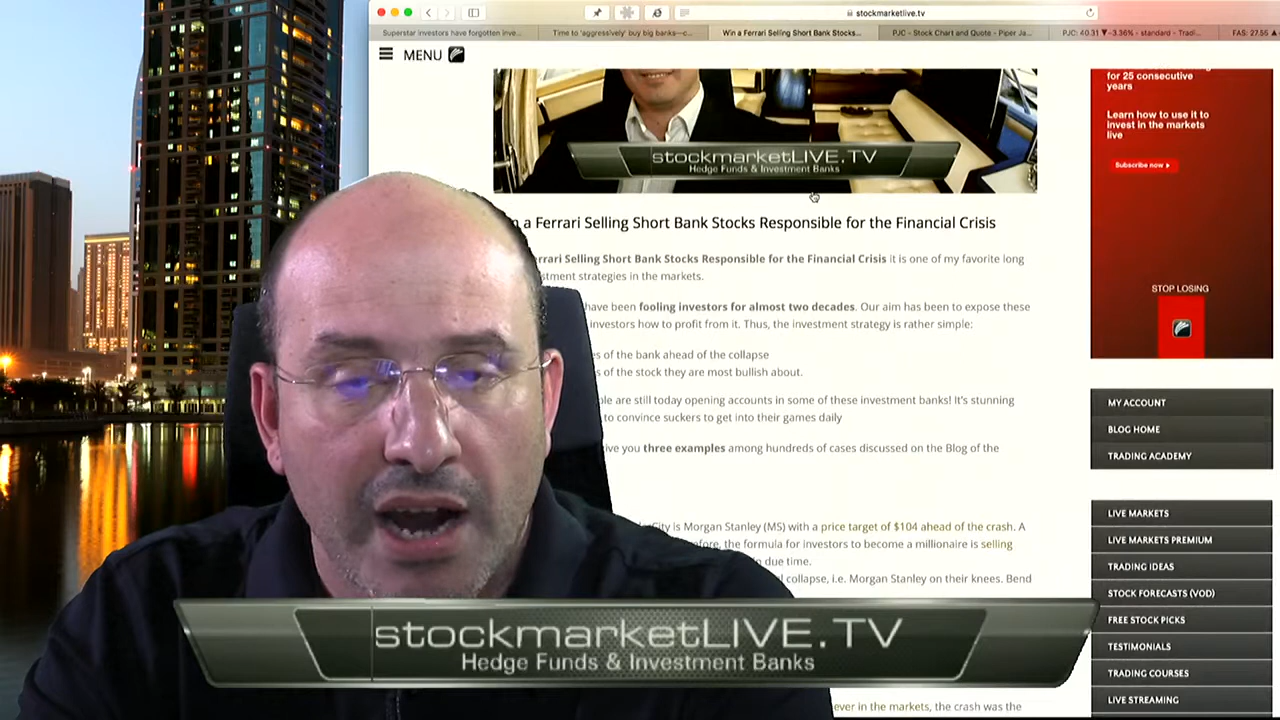 stockmarketlive.tv
Superstar investors have forgotten inve...
Time to 'aggressively' buy big banks—c...
Win a Ferrari Selling Short Bank Stocks...
PJC - Stock Chart and Quote - Piper Ja...
PJC: 40.31 ▼-3.36% - standard - Tradi...
FAS: 27.55 ▲
MENU
for 25 consecutive
years
Learn how to use it to
invest in the markets
live
Subscribe now
STOP LOSING
stockmarketLIVE.TV
Hedge Funds & Investment Banks
a Ferrari Selling Short Bank Stocks Responsible for the Financial Crisis
Selling Short Bank Stocks Responsible for the Financial Crisis it is one of my favorite long
strategies in the markets.
have been fooling investors for almost two decades. Our aim has been to expose these
investors how to profit from it. Thus, the investment strategy is rather simple:
of the bank ahead of the collapse
of the stock they are most bullish about.
are still today opening accounts in some of these investment banks! It's stunning
to convince suckers to get into their games daily
you three examples among hundreds of cases discussed on the Blog of the
City is Morgan Stanley (MS) with a price target of $104 ahead of the crash. A
the formula for investors to become a millionaire is selling
due time.
collapse, i.e. Morgan Stanley on their knees. Bend
ever in the markets, the crash was the
MY ACCOUNT
BLOG HOME
TRADING ACADEMY
LIVE MARKETS
LIVE MARKETS PREMIUM
TRADING IDEAS
STOCK FORECASTS (VOD)
FREE STOCK PICKS
TESTIMONIALS
TRADING COURSES
LIVE STREAMING
stockmarketLIVE.TV
Hedge Funds & Investment Banks